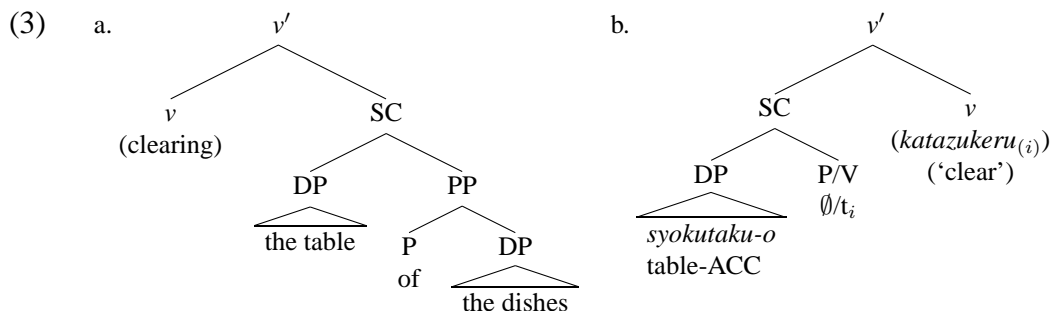 (3) a. v′ b. v′
v SC SC v
(clearing) (katazukeru(i))
DP PP DP P/V (‘clear’)
∅/ti
the table P DP syokutaku-o
of table-ACC
the dishes